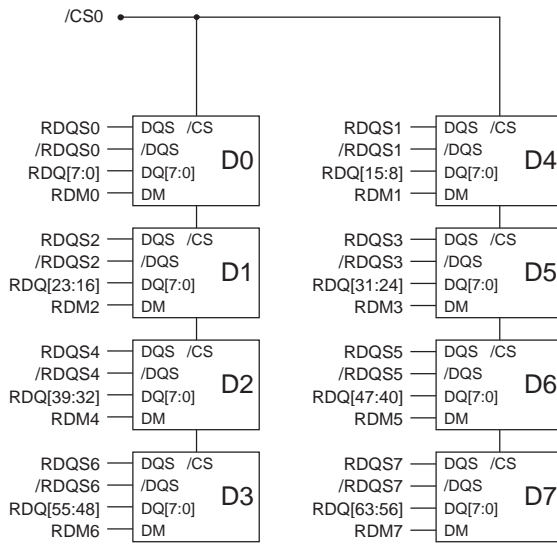 /CS0
RDQS0 DQS /CS
/RDQS0 /DQS
RDQ[7:0] DQ[7:0]
RDM0 DM
D0
RDQS1 DQS /CS
/RDQS1 /DQS
RDQ[15:8] DQ[7:0]
RDM1 DM
D4
RDQS2 DQS /CS
/RDQS2 /DQS
RDQ[23:16] DQ[7:0]
RDM2 DM
D1
RDQS3 DQS /CS
/RDQS3 /DQS
RDQ[31:24] DQ[7:0]
RDM3 DM
D5
RDQS4 DQS /CS
/RDQS4 /DQS
RDQ[39:32] DQ[7:0]
RDM4 DM
D2
RDQS5 DQS /CS
/RDQS5 /DQS
RDQ[47:40] DQ[7:0]
RDM5 DM
D6
RDQS6 DQS /CS
/RDQS6 /DQS
RDQ[55:48] DQ[7:0]
RDM6 DM
D3
RDQS7 DQS /CS
/RDQS7 /DQS
RDQ[63:56] DQ[7:0]
RDM7 DM
D7